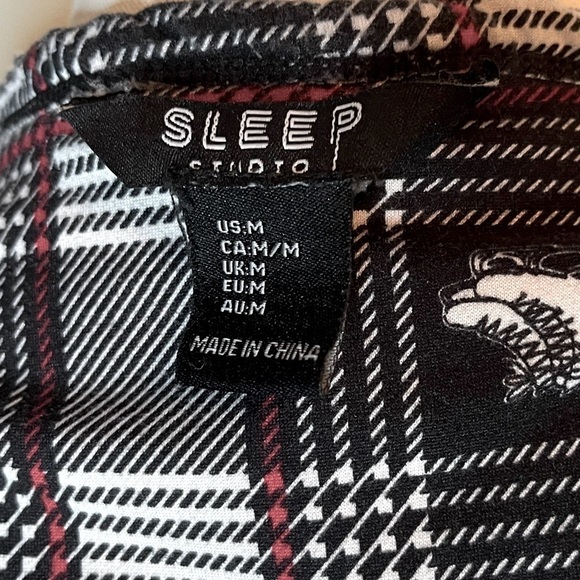 SLEEP
STUDIO
US:M
CA:M/M
UK:M
EU:M
AU:M
MADE IN CHINA